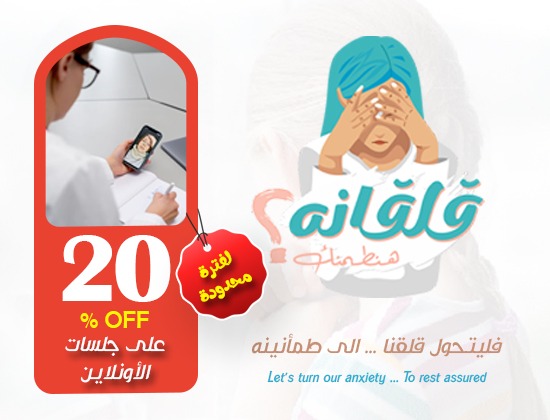 20
% OFF
على جلسات
الأونلاين
لفترة
محدودة
قلقانه ؟
هنطمنك
فليتحول قلقنا ... الى طمأنينه
Let's turn our anxiety ... To rest assured